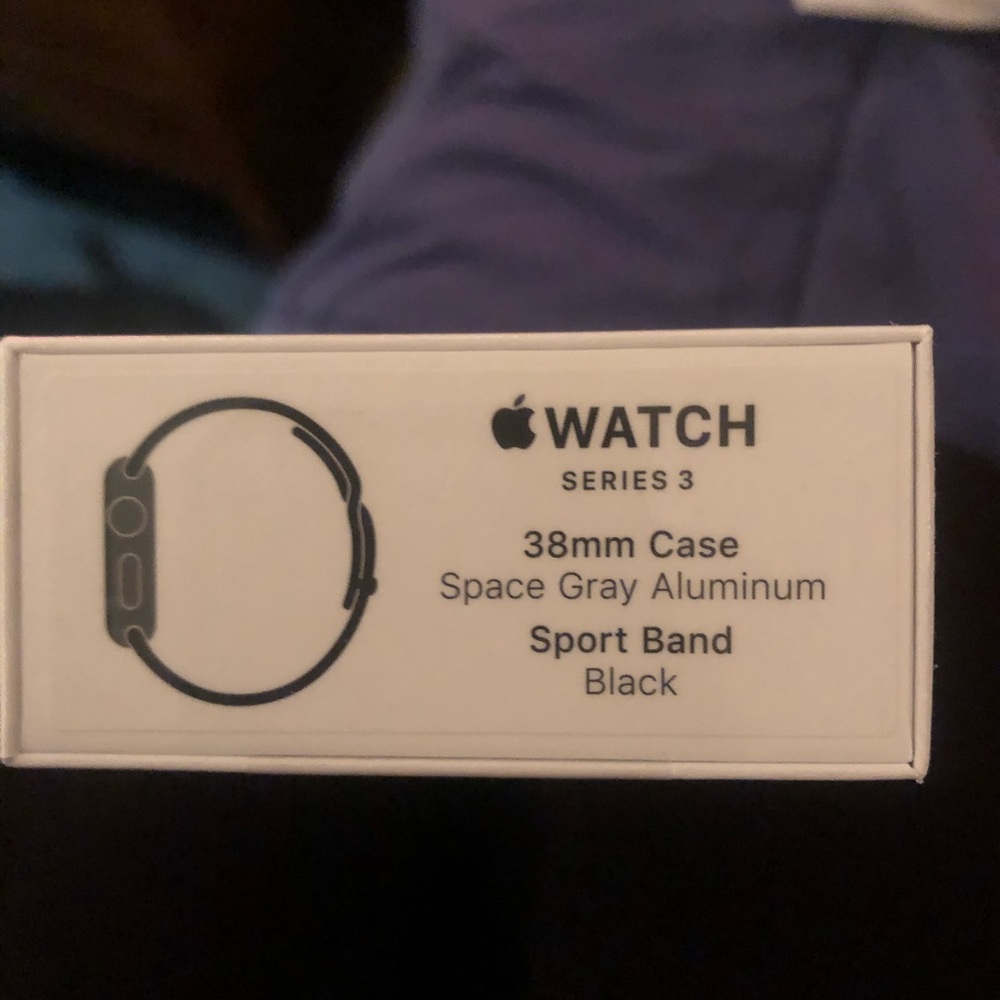 WATCH
SERIES 3
38mm Case
Space Gray Aluminum
Sport Band
Black